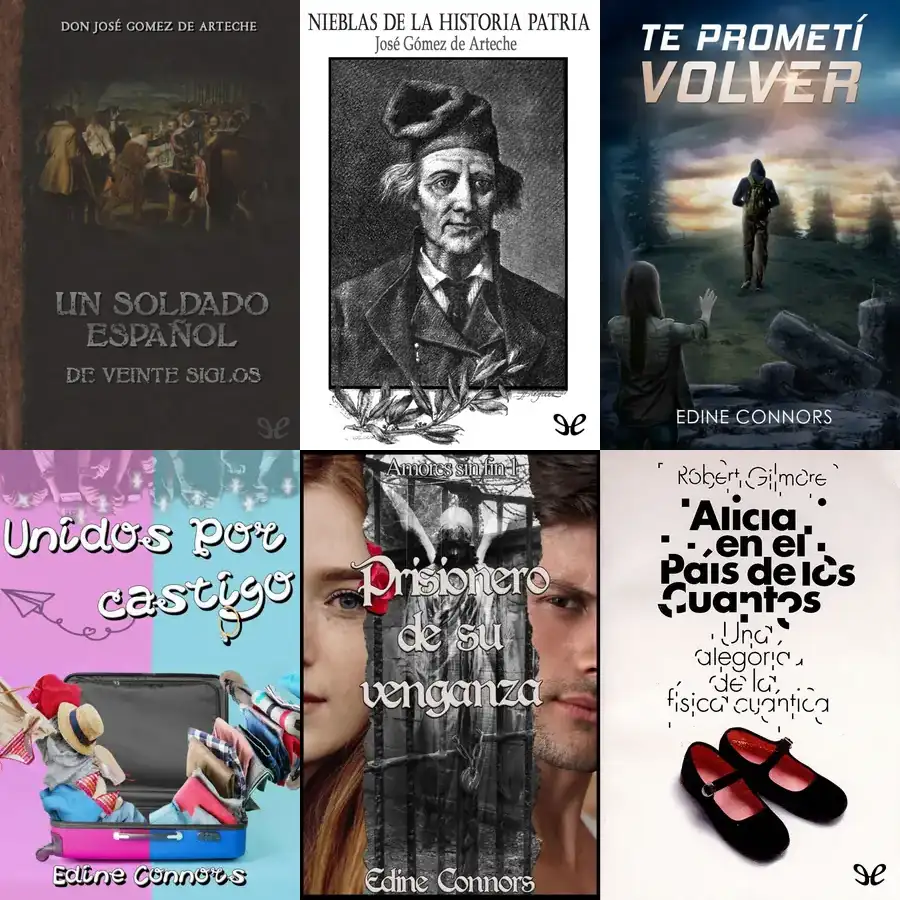 DON JOSÉ GOMEZ DE ARTECHE
UN SOLDADO
ESPAÑOL
DE VEINTE SIGLOS
NIEBLAS DE LA HISTORIA PATRIA
José Gómez de Arteche
TE PROMETÍ
VOLVER
EDINE CONNORS
Unidos por
castigo
Edine Connors
Amores sin fin 1
Prisionero
de su
venganza
Edine Connors
Robert Gilmore
Alicia
en el
País de los
Cuantos
Una
alegoría
de la
física cuántica